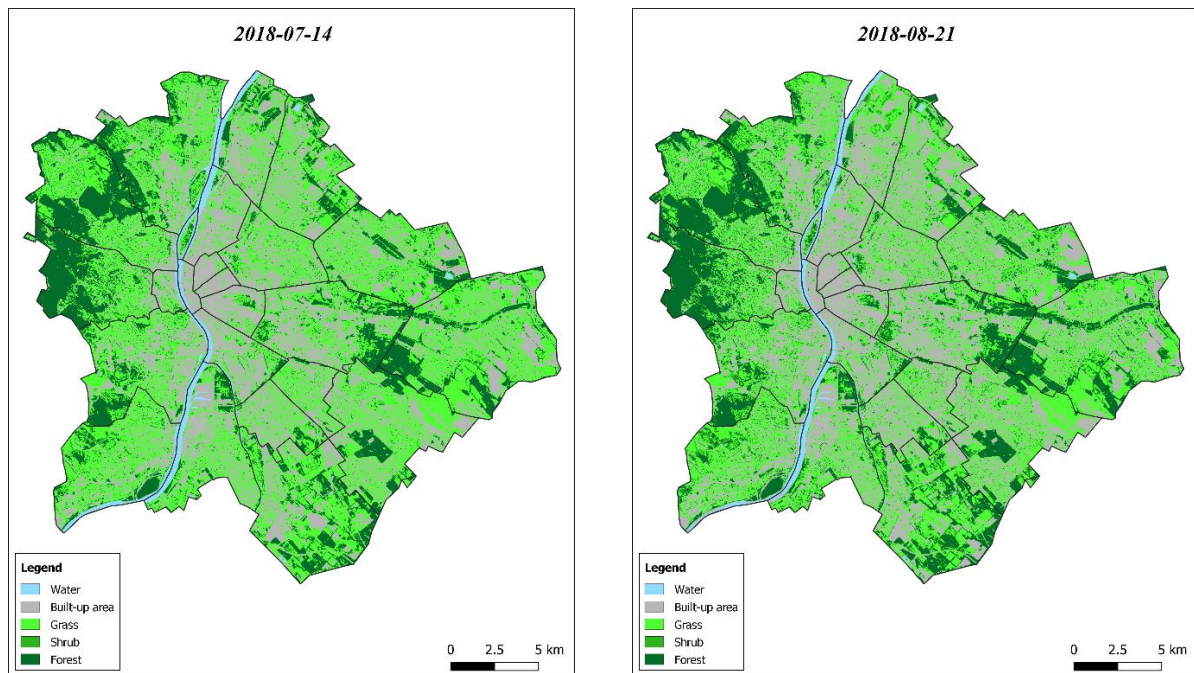 2018-07-14
Legend
Water
Built-up area
Grass
Shrub
Forest
0 2.5 5 km
2018-08-21
Legend
Water
Built-up area
Grass
Shrub
Forest
0 2.5 5 km